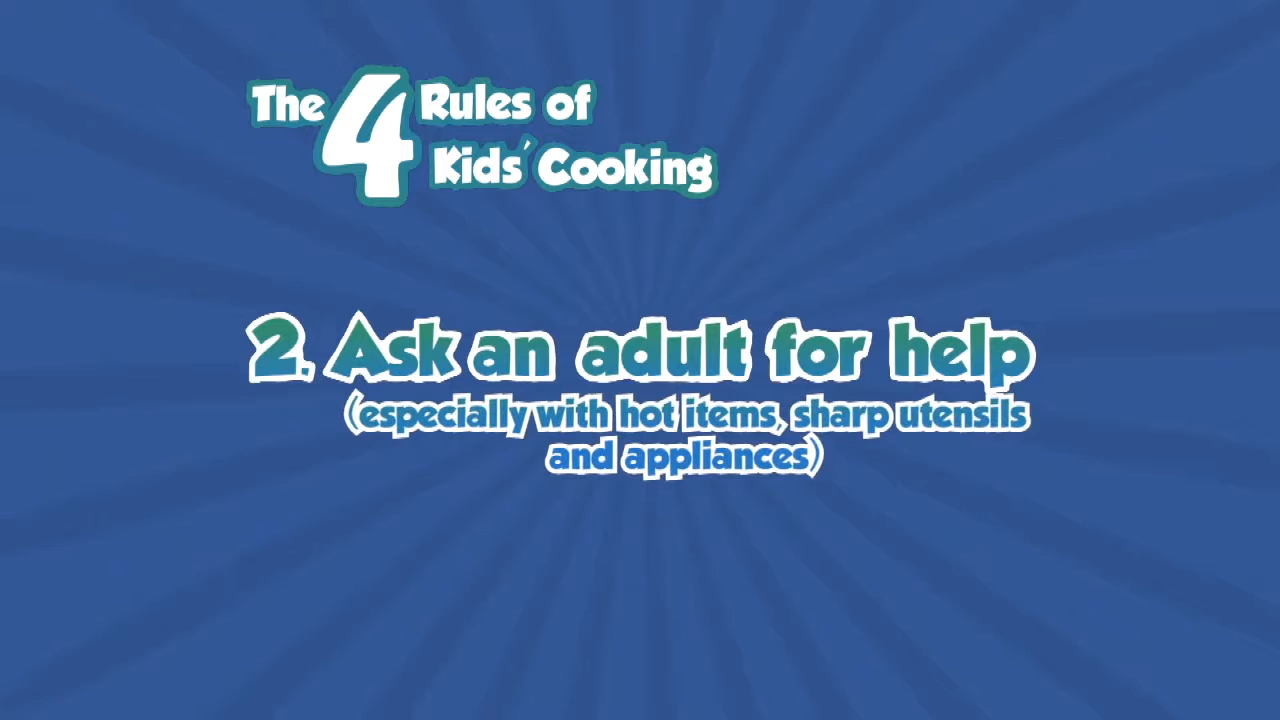 The 4 Rules of
Kids' Cooking
2. Ask an adult for help
(especially with hot items, sharp utensils
and appliances)